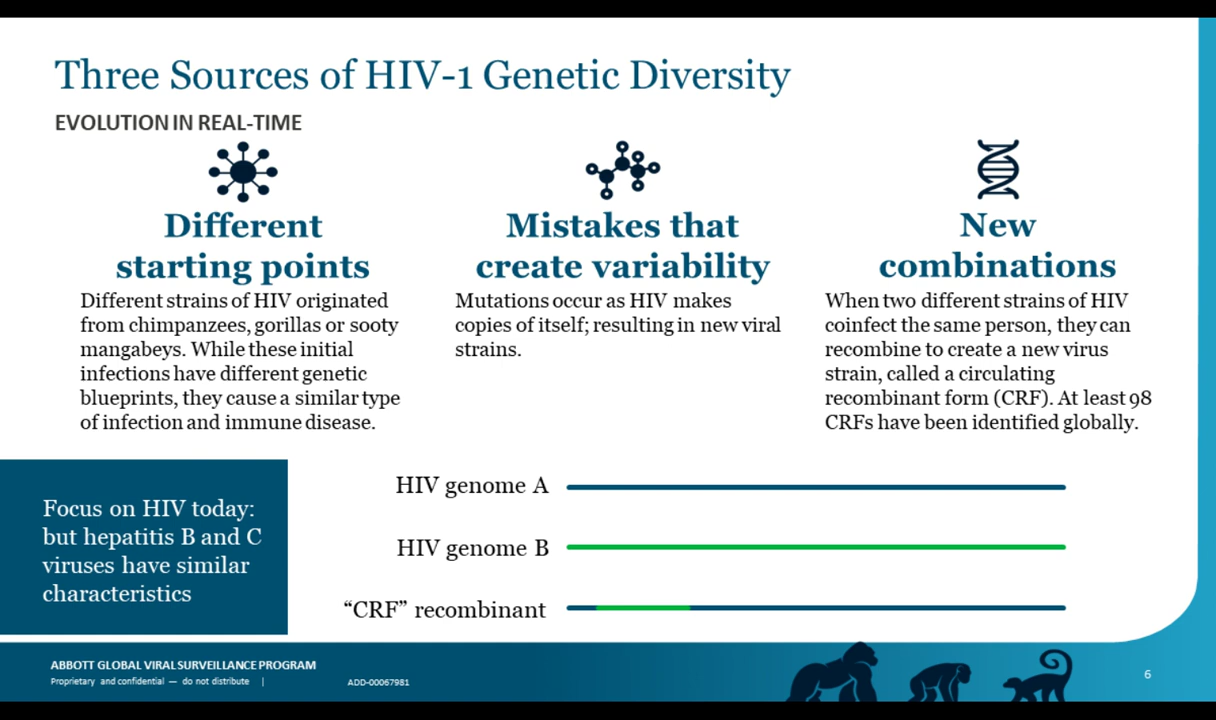 Three Sources of HIV-1 Genetic Diversity
EVOLUTION IN REAL-TIME
Different
starting points
Different strains of HIV originated
from chimpanzees, gorillas or sooty
mangabeys. While these initial
infections have different genetic
blueprints, they cause a similar type
of infection and immune disease.
Mistakes that
create variability
Mutations occur as HIV makes
copies of itself; resulting in new viral
strains.
New
combinations
When two different strains of HIV
coinfect the same person, they can
recombine to create a new virus
strain, called a circulating
recombinant form (CRF). At least 98
CRFs have been identified globally.
Focus on HIV today:
but hepatitis B and C
viruses have similar
characteristics
HIV genome A
HIV genome B
“CRF” recombinant
ABBOTT GLOBAL VIRAL SURVEILLANCE PROGRAM
Proprietary and confidential — do not distribute |
ADD-00067981
6